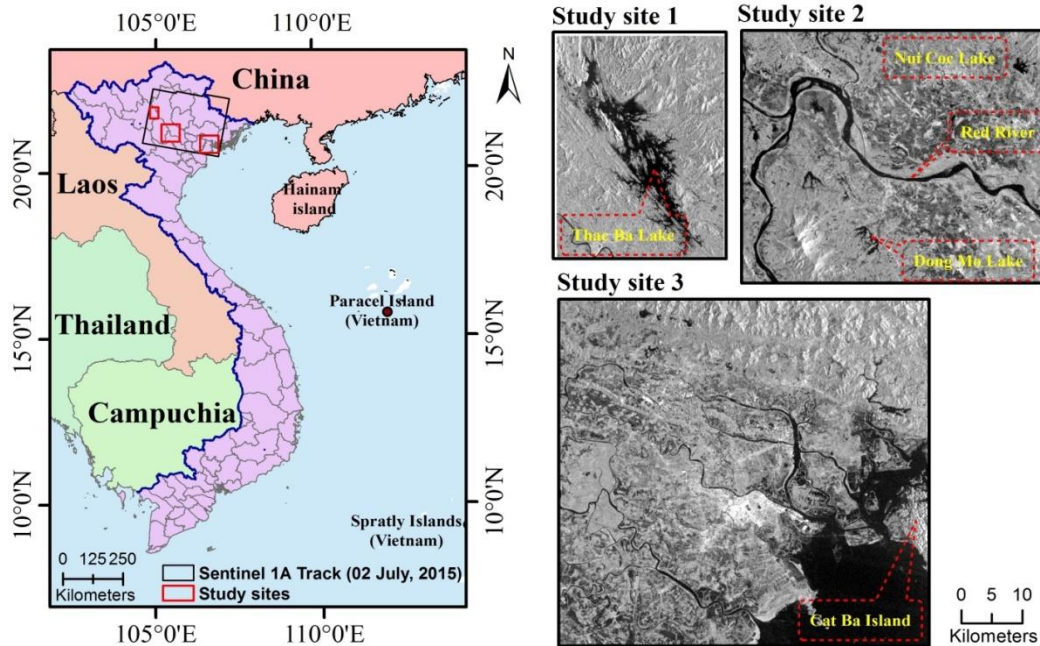 105°0'E
110°0'E
N
China
Laos
Hainam
island
Thailand
Paracel Island
(Vietnam)
Campuchia
Spratly Islands
(Vietnam)
20°0'N
15°0'N
10°0'N
20°0'N
15°0'N
10°0'N
0 125 250
Kilometers
Sentinel 1A Track (02 July, 2015)
Study sites
105°0'E
110°0'E
Study site 1
Thac Ba Lake
Study site 2
Nui Coc Lake
Red River
Dong Mo Lake
Study site 3
Cat Ba Island
0 5 10
Kilometers